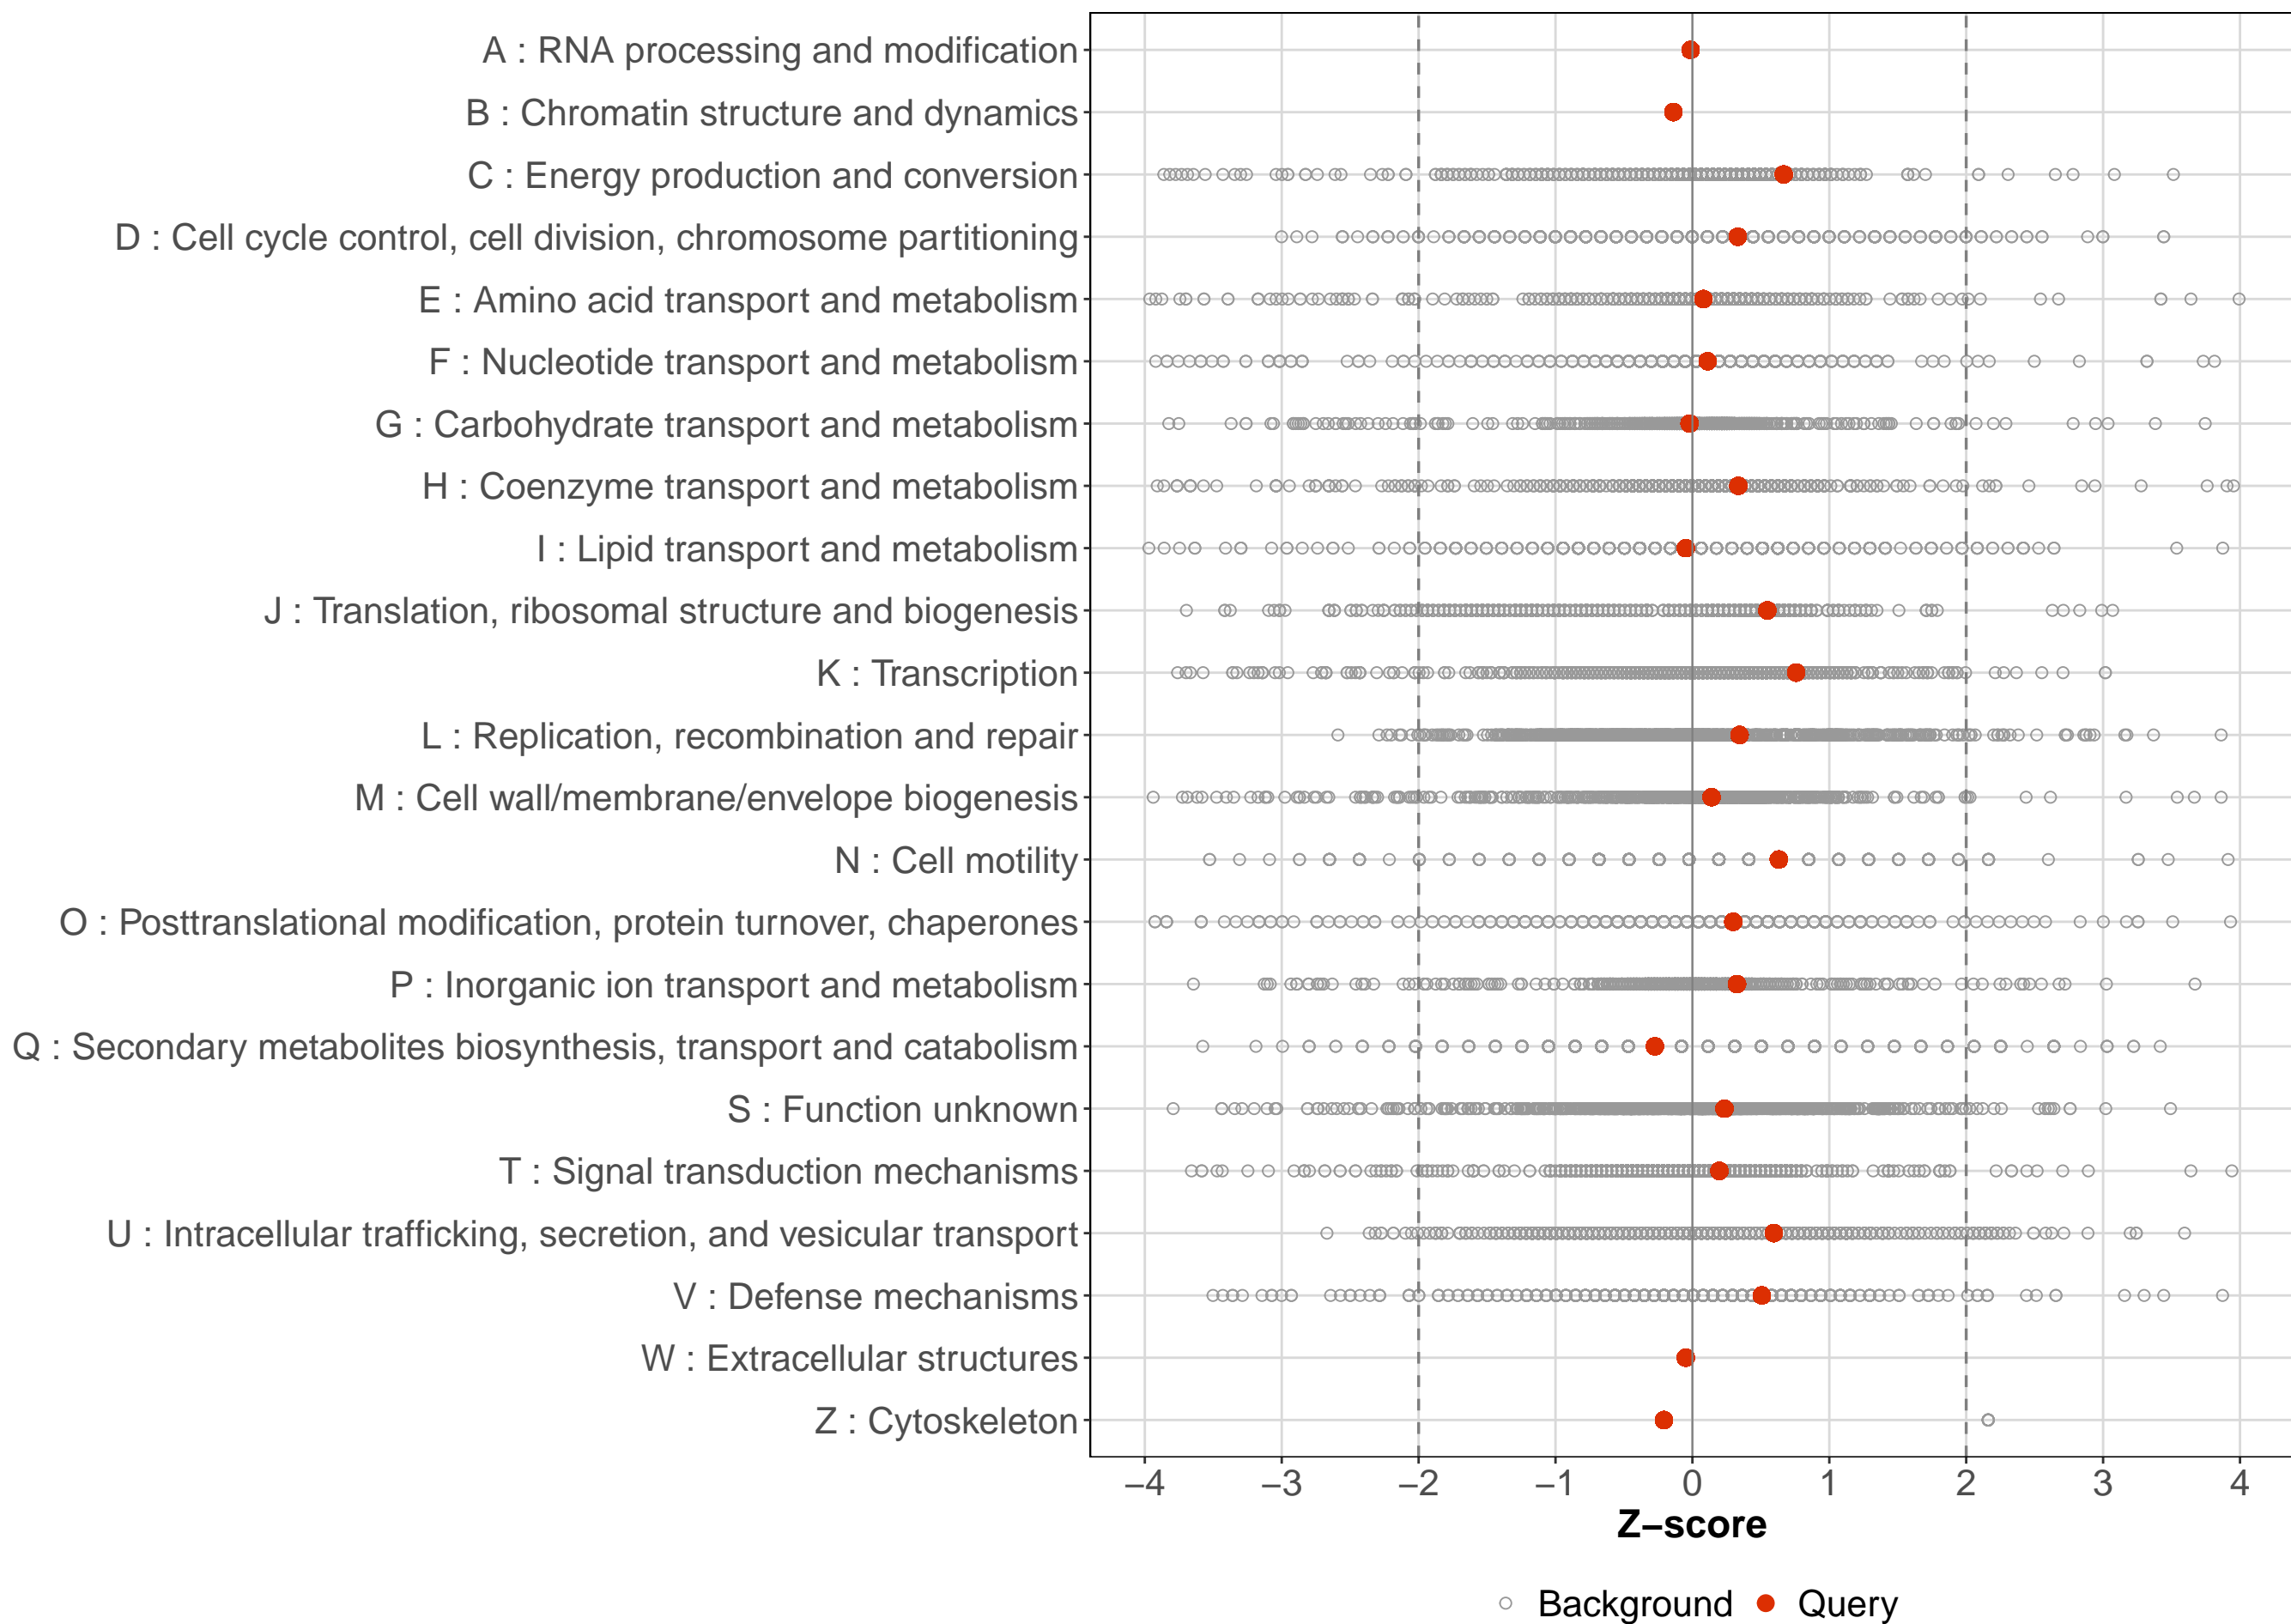 A : RNA processing and modification
B : Chromatin structure and dynamics
C : Energy production and conversion
D : Cell cycle control, cell division, chromosome partitioning
E : Amino acid transport and metabolism
F : Nucleotide transport and metabolism
G : Carbohydrate transport and metabolism
H : Coenzyme transport and metabolism
I : Lipid transport and metabolism
J : Translation, ribosomal structure and biogenesis
K : Transcription
L : Replication, recombination and repair
M : Cell wall/membrane/envelope biogenesis
N : Cell motility
O : Posttranslational modification, protein turnover, chaperones
P : Inorganic ion transport and metabolism
Q : Secondary metabolites biosynthesis, transport and catabolism
S : Function unknown
T : Signal transduction mechanisms
U : Intracellular trafficking, secretion, and vesicular transport
V : Defense mechanisms
W : Extracellular structures
Z : Cytoskeleton
−4 −3 −2 −1 0 1 2 3 4
Z−score
Background Query